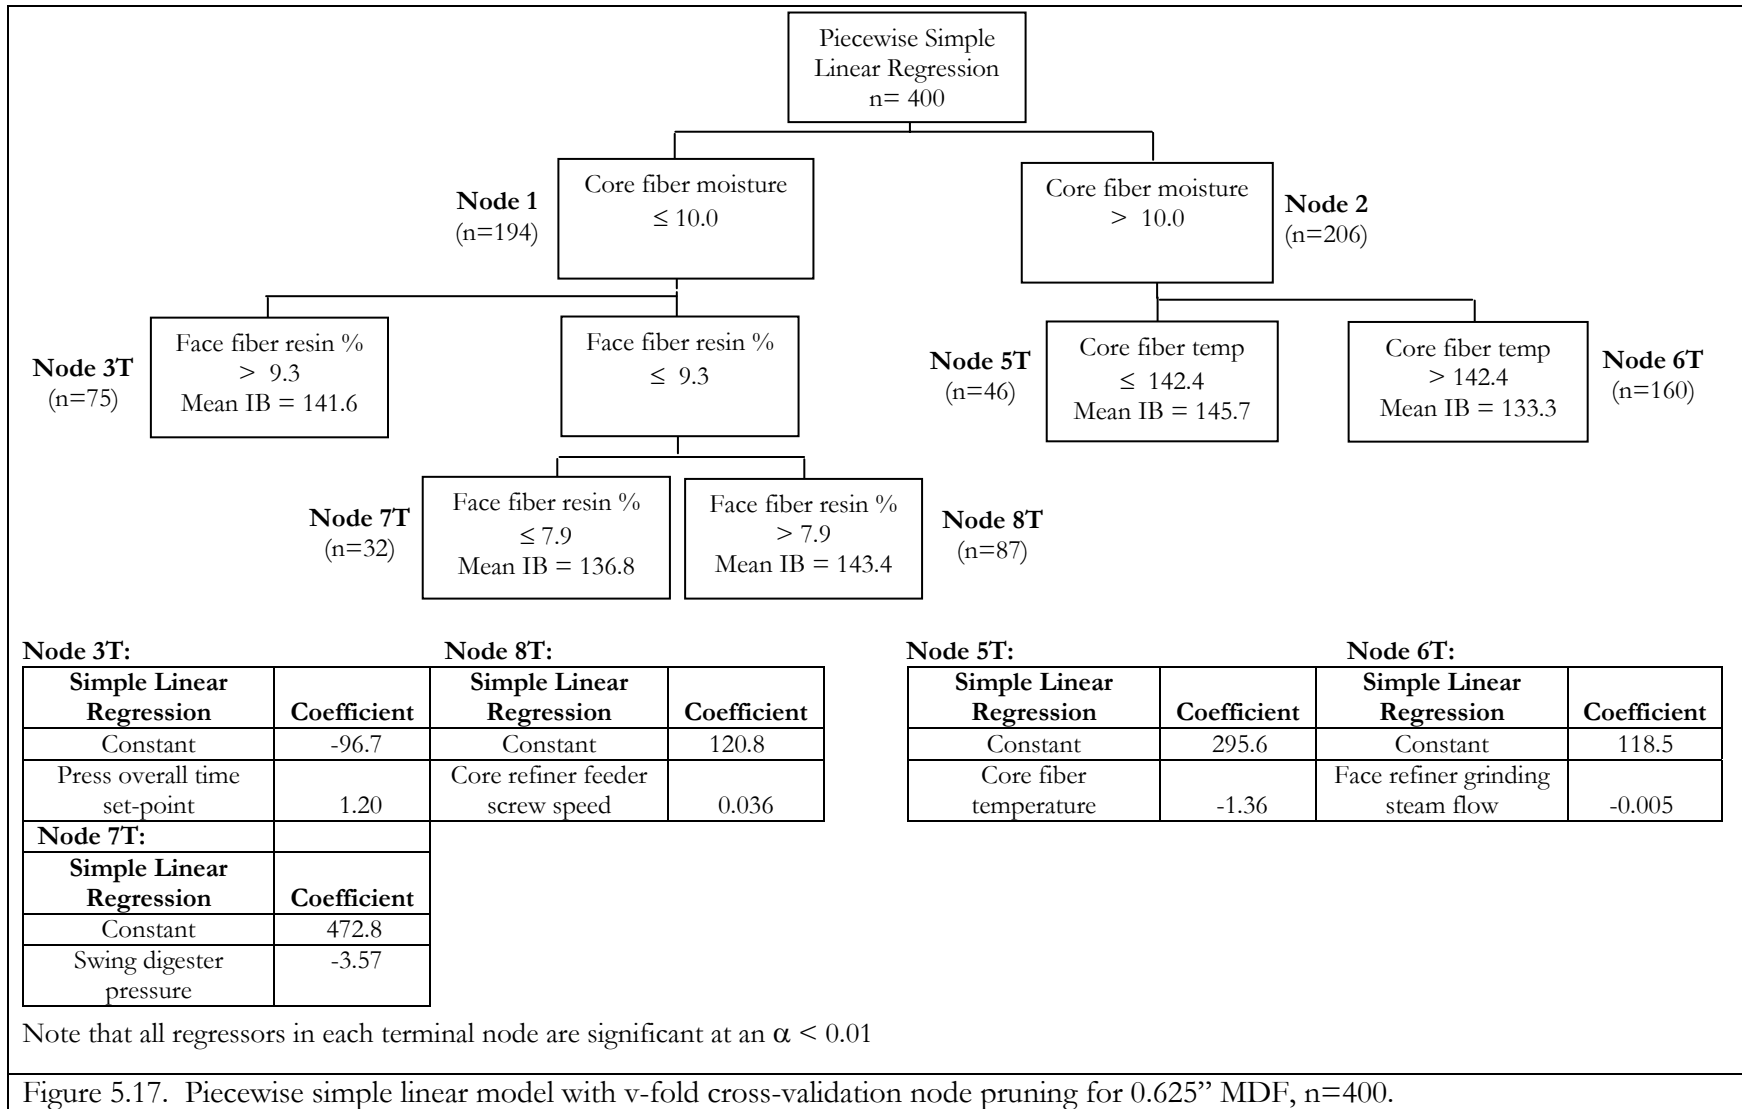 Piecewise Simple
Linear Regression
n= 400
Node 1
(n=194)
Core fiber moisture
≤ 10.0
Core fiber moisture
> 10.0
Node 2
(n=206)
Node 3T
(n=75)
Face fiber resin %
> 9.3
Mean IB = 141.6
Face fiber resin %
≤ 9.3
Node 5T
(n=46)
Core fiber temp
≤ 142.4
Mean IB = 145.7
Core fiber temp
> 142.4
Mean IB = 133.3
Node 6T
(n=160)
Node 7T
(n=32)
Face fiber resin %
≤ 7.9
Mean IB = 136.8
Face fiber resin %
> 7.9
Mean IB = 143.4
Node 8T
(n=87)
Node 3T:
Simple Linear
Regression
Coefficient
Constant
-96.7
Press overall time
set-point
1.20
Node 8T:
Simple Linear
Regression
Coefficient
Constant
120.8
Core refiner feeder
screw speed
0.036
Node 5T:
Simple Linear
Regression
Coefficient
Constant
295.6
Core fiber
temperature
-1.36
Node 6T:
Simple Linear
Regression
Coefficient
Constant
118.5
Face refiner grinding
steam flow
-0.005
Node 7T:
Simple Linear
Regression
Coefficient
Constant
472.8
Swing digester
pressure
-3.57
Note that all regressors in each terminal node are significant at an α < 0.01
Figure 5.17. Piecewise simple linear model with v-fold cross-validation node pruning for 0.625” MDF, n=400.